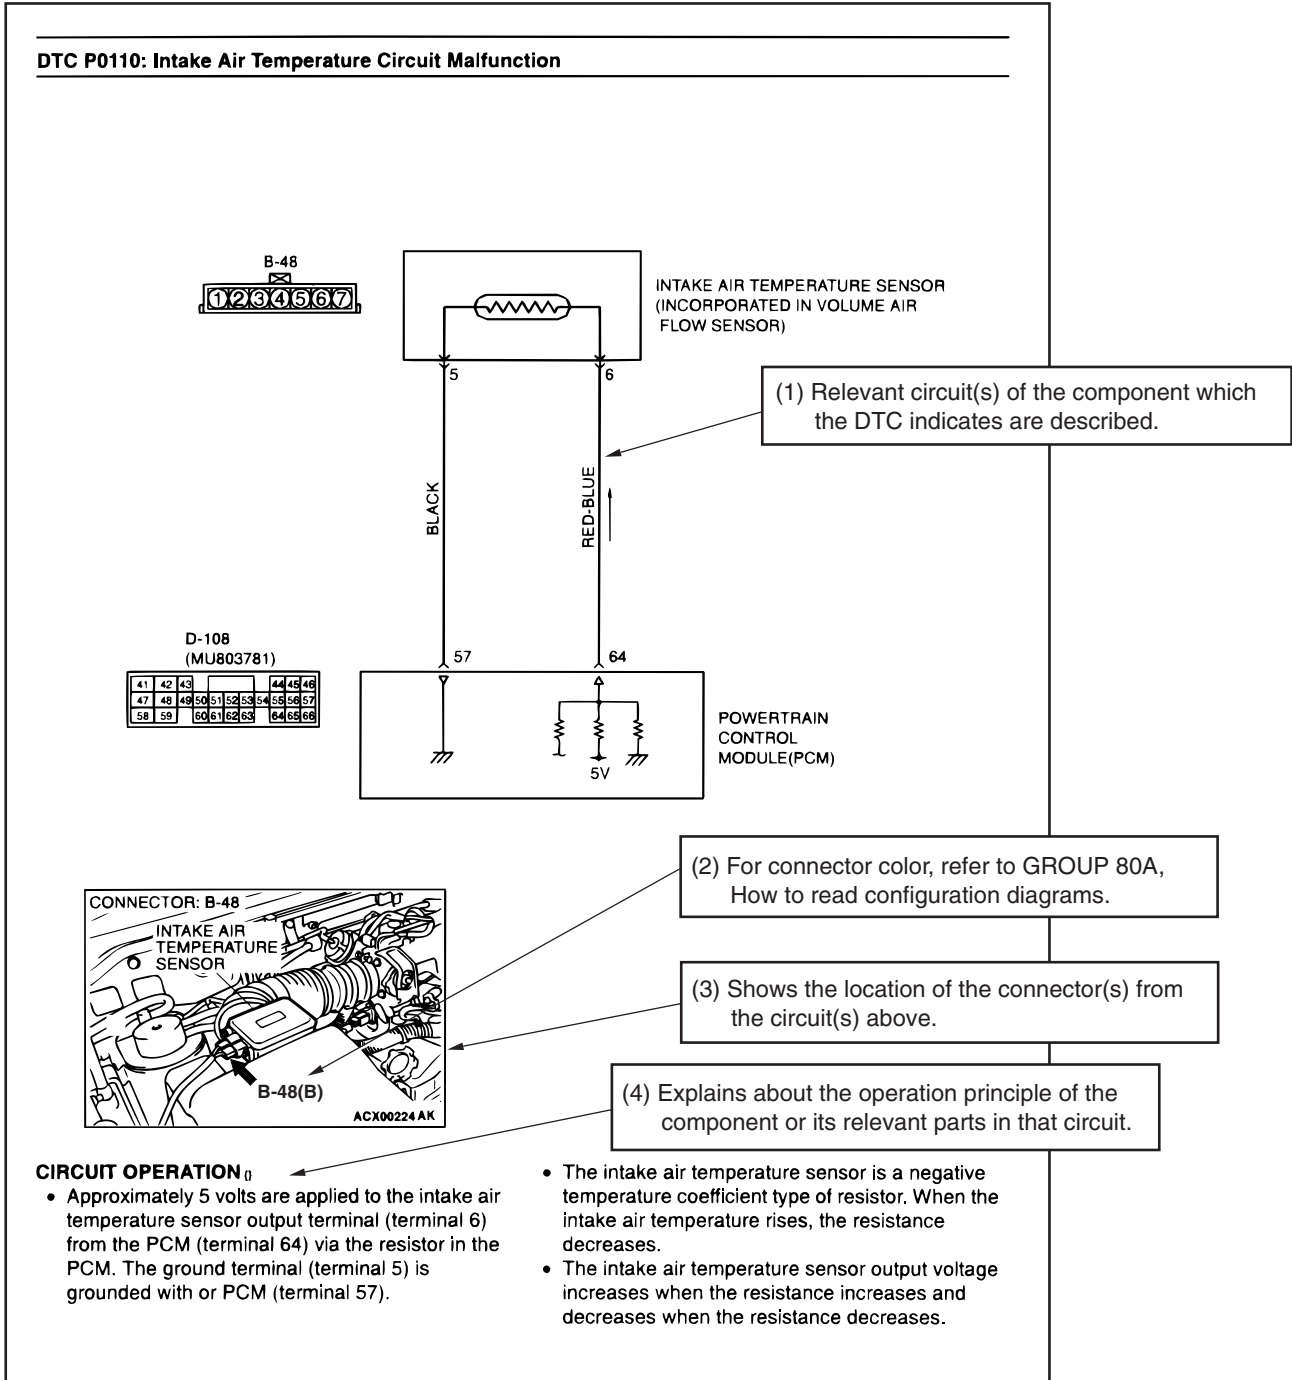 DTC P0110: Intake Air Temperature Circuit Malfunction
B-48
1 2 3 4 5 6 7
INTAKE AIR TEMPERATURE SENSOR
(INCORPORATED IN VOLUME AIR
FLOW SENSOR)
5
6
(1) Relevant circuit(s) of the component which
the DTC indicates are described.
BLACK
RED-BLUE
D-108
(MU803781)
41 42 43 44 45 46
47 48 49 50 51 52 53 54 55 56 57
58 59 60 61 62 63 64 65 66
57
64
5V
POWERTRAIN
CONTROL
MODULE(PCM)
(2) For connector color, refer to GROUP 80A,
How to read configuration diagrams.
CONNECTOR: B-48
INTAKE AIR
TEMPERATURE
SENSOR
B-48(B)
ACX00224 AK
(3) Shows the location of the connector(s) from
the circuit(s) above.
(4) Explains about the operation principle of the
component or its relevant parts in that circuit.
CIRCUIT OPERATION
• Approximately 5 volts are applied to the intake air
temperature sensor output terminal (terminal 6)
from the PCM (terminal 64) via the resistor in the
PCM. The ground terminal (terminal 5) is
grounded with or PCM (terminal 57).
• The intake air temperature sensor is a negative
temperature coefficient type of resistor. When the
intake air temperature rises, the resistance
decreases.
• The intake air temperature sensor output voltage
increases when the resistance increases and
decreases when the resistance decreases.